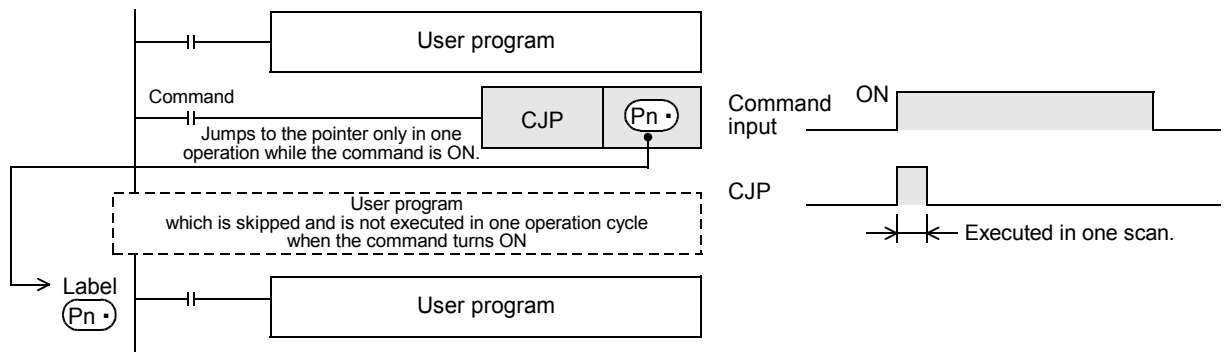 User program
Command
CJP
Pn •
Jumps to the pointer only in one
operation while the command is ON.
User program
which is skipped and is not executed in one operation cycle
when the command turns ON
Label
Pn •
User program
Command
input
ON
CJP
Executed in one scan.